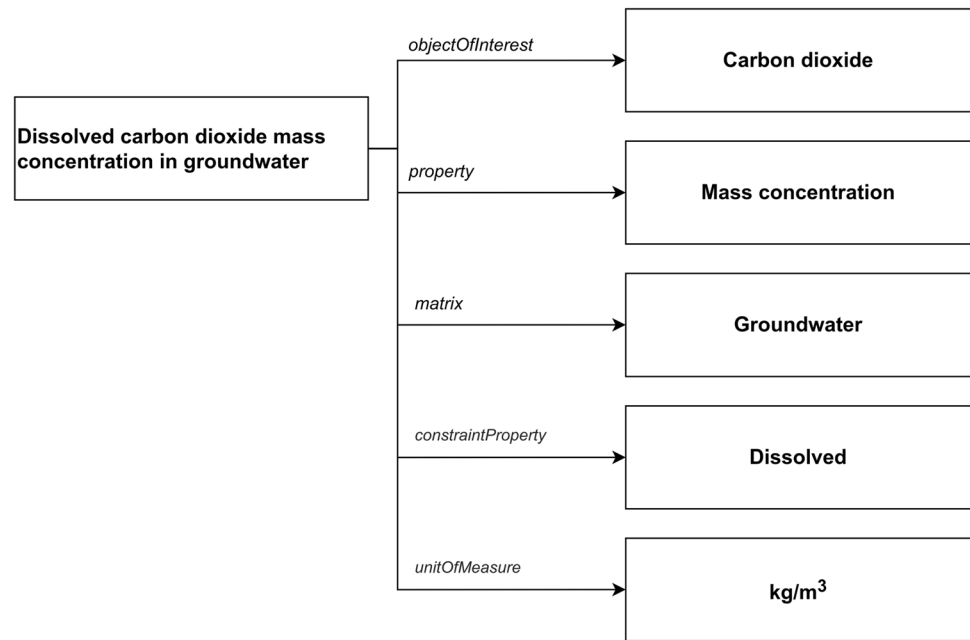 objectOfInterest
Carbon dioxide
Dissolved carbon dioxide mass
concentration in groundwater
property
Mass concentration
matrix
Groundwater
constraintProperty
Dissolved
unitOfMeasure
kg/m³